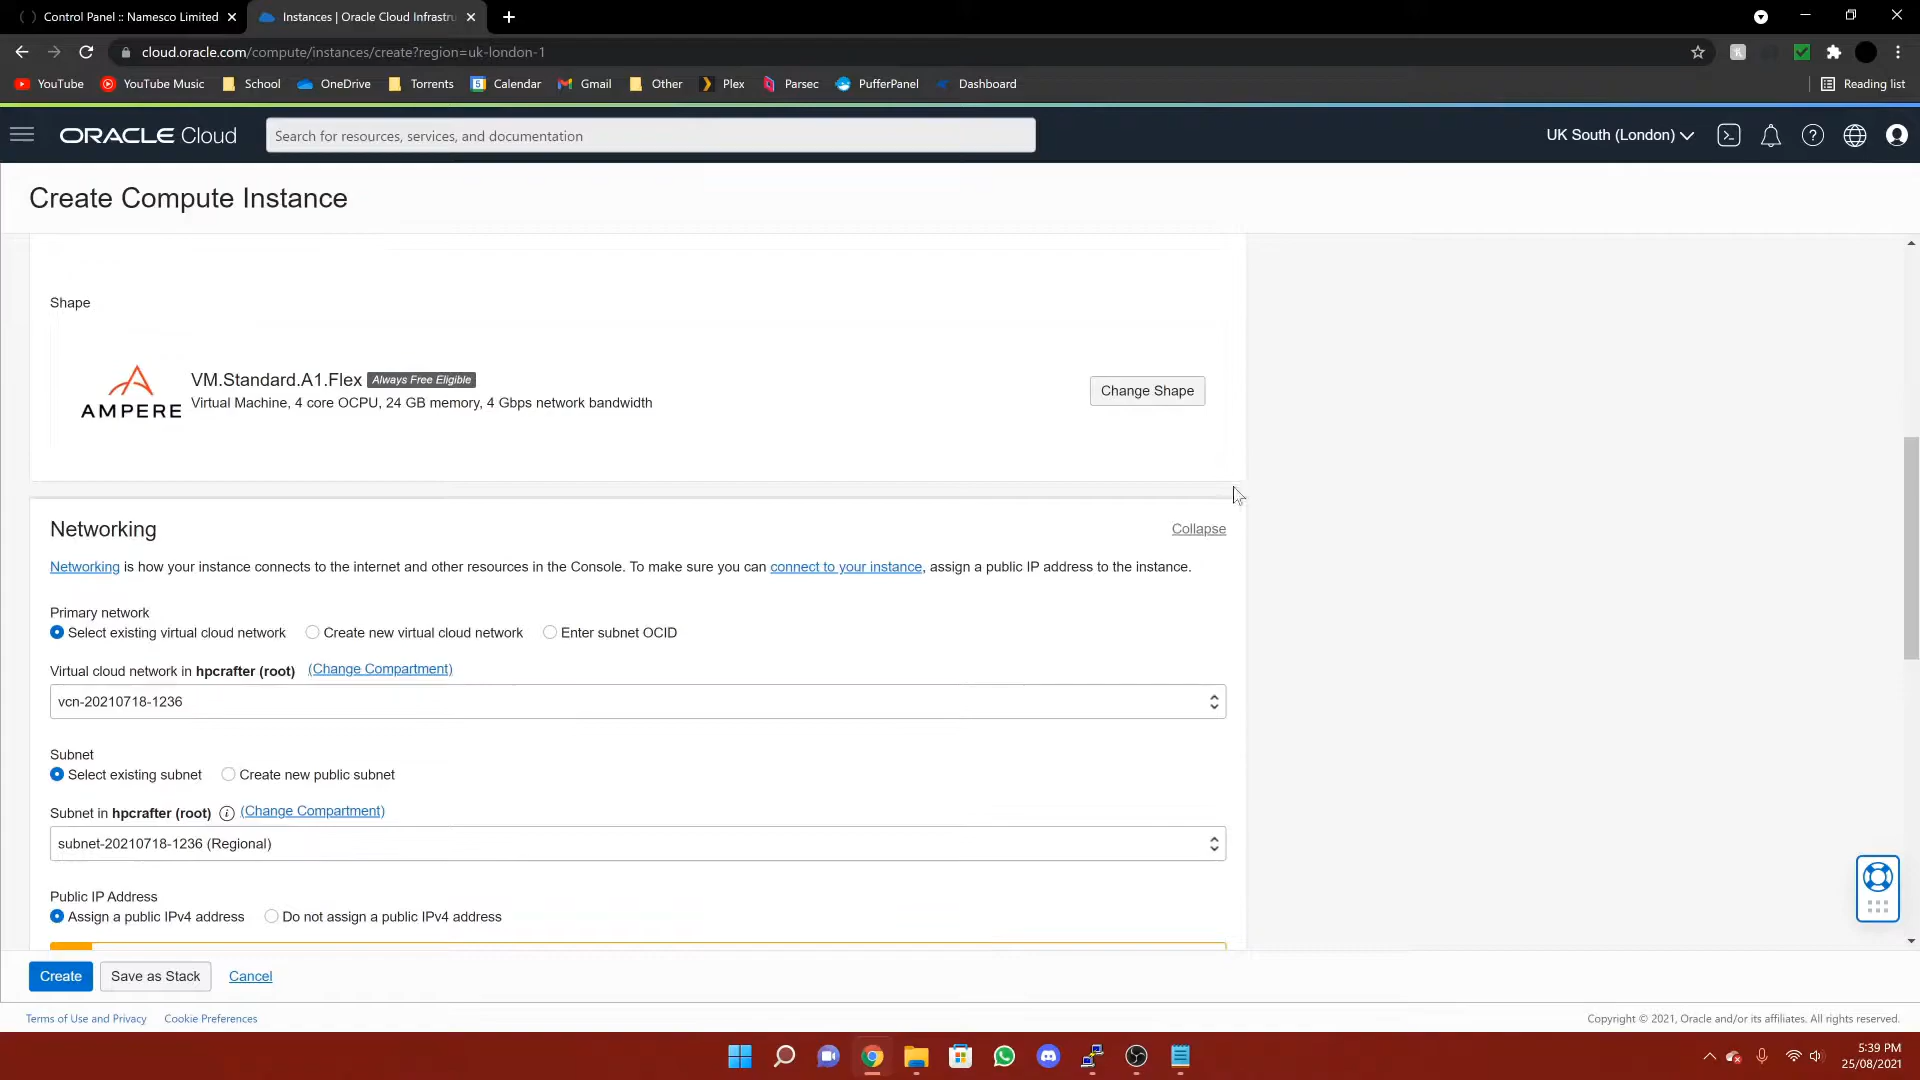 Control Panel :: Namesco Limited
Instances | Oracle Cloud Infrastru
cloud.oracle.com/compute/instances/create?region=uk-london-1
YouTube
YouTube Music
School
OneDrive
Torrents
Calendar
Gmail
Other
Plex
Parsec
PufferPanel
Dashboard
Reading list
ORACLE Cloud
Search for resources, services, and documentation
UK South (London)
Create Compute Instance
Shape
AMPERE
VM.Standard.A1.Flex Always Free Eligible
Virtual Machine, 4 core OCPU, 24 GB memory, 4 Gbps network bandwidth
Change Shape
Networking
Collapse
Networking is how your instance connects to the internet and other resources in the Console. To make sure you can connect to your instance, assign a public IP address to the instance.
Primary network
Select existing virtual cloud network
Create new virtual cloud network
Enter subnet OCID
Virtual cloud network in hpcrafter (root) (Change Compartment)
vcn-20210718-1236
Subnet
Select existing subnet
Create new public subnet
Subnet in hpcrafter (root) (Change Compartment)
subnet-20210718-1236 (Regional)
Public IP Address
Assign a public IPv4 address
Do not assign a public IPv4 address
Create
Save as Stack
Cancel
Terms of Use and Privacy
Cookie Preferences
Copyright © 2021, Oracle and/or its affiliates. All rights reserved.
5:39 PM
25/08/2021